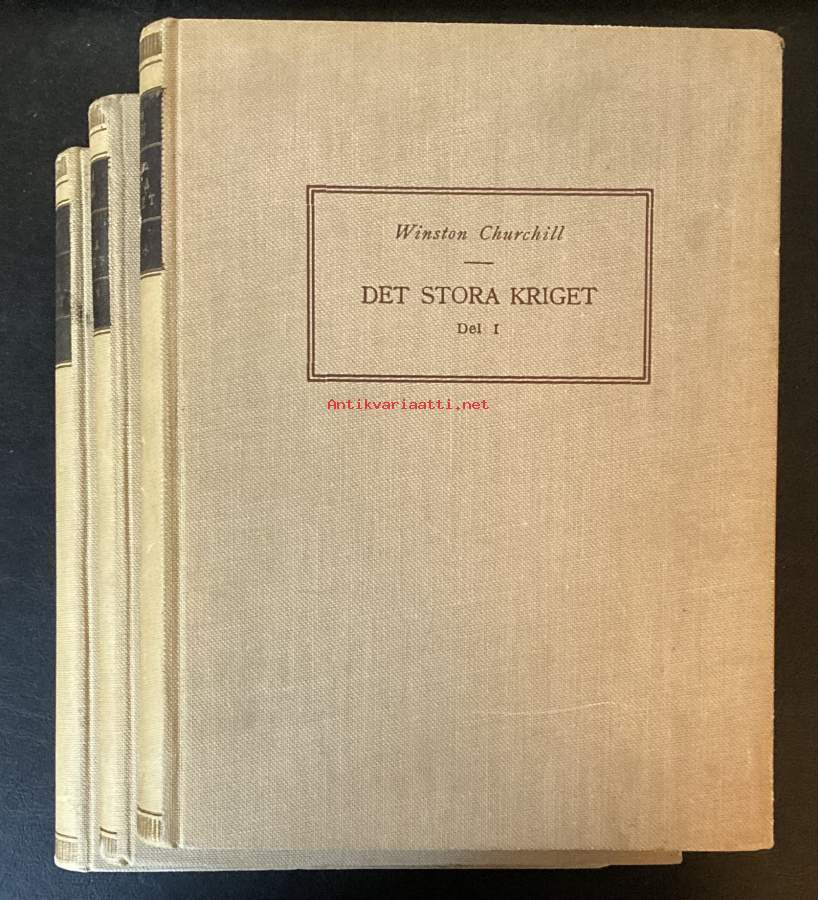 Winston Churchill
DET STORA KRIGET
Del I
Antikvariaatti.net